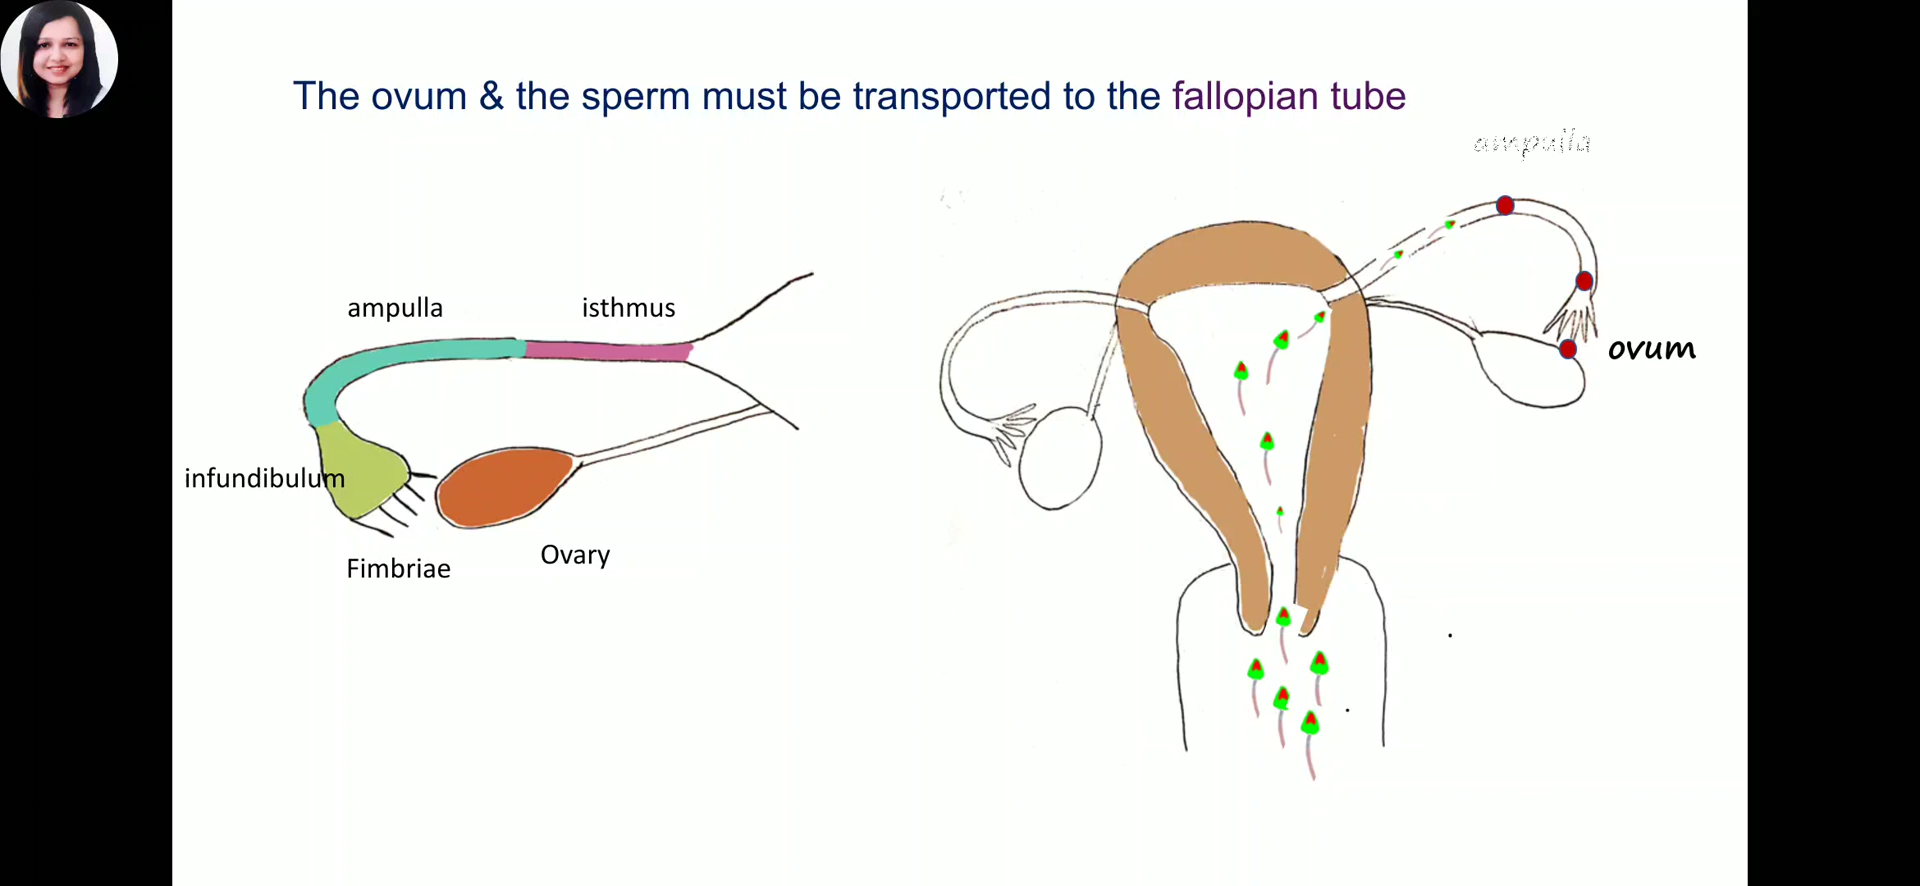 The ovum & the sperm must be transported to the fallopian tube
ampulla
ampulla
isthmus
ovum
infundibulum
Ovary
Fimbriae